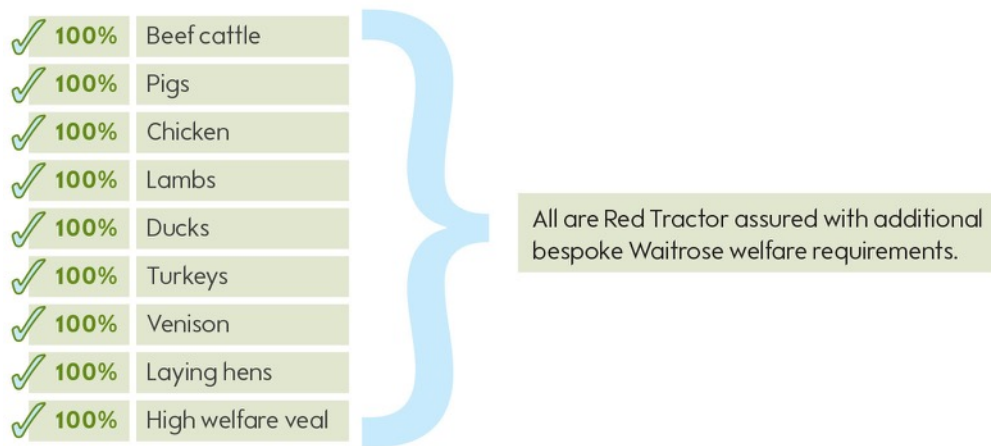 100% Beef cattle
100% Pigs
100% Chicken
100% Lambs
100% Ducks
100% Turkeys
100% Venison
100% Laying hens
100% High welfare veal
All are Red Tractor assured with additional
bespoke Waitrose welfare requirements.